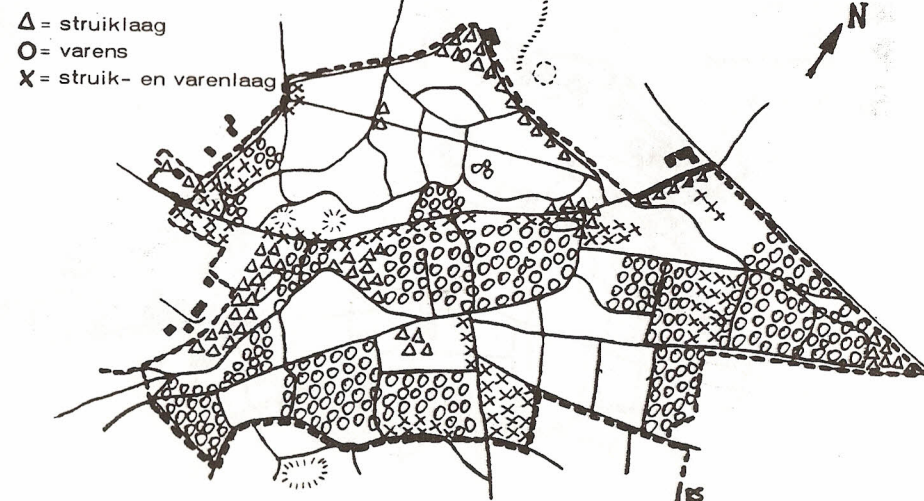 Δ = struiklaag
O = varens
X = struik- en varenlaag
N